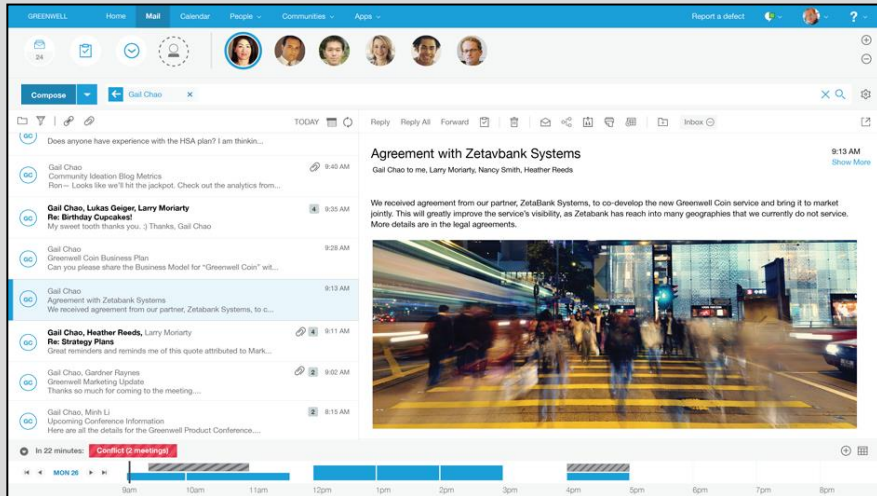 GREENWELL
Home
Mail
Calendar
People
Communities
Apps
Report a defect
?
24
Compose
Gail Chao
TODAY
GC
Does anyone have experience with the HSA plan? I am thinkin...
GC
Gail Chao
9:40 AM
Community Ideation Blog Metrics
Ron— Looks like we'll hit the jackpot. Check out the analytics from...
GC
Gail Chao, Lukas Geiger, Larry Moriarty
4 9:35 AM
Re: Birthday Cupcakes!
My sweet tooth thanks you. :) Thanks, Gail Chao
GC
Gail Chao
9:28 AM
Greenwell Coin Business Plan
Can you please share the Business Model for "Greenwell Coin" wit...
GC
Gail Chao
9:13 AM
Agreement with Zetabank Systems
We received agreement from our partner, Zetabank Systems, to c...
GC
Gail Chao, Heather Reeds, Larry Moriarty
4 9:11 AM
Re: Strategy Plans
Great reminders and reminds me of this quote attributed to Mark...
GC
Gail Chao, Gardner Raynes
2 9:02 AM
Greenwell Marketing Update
Thanks so much for coming to the meeting....
GC
Gail Chao, Minh Li
2 8:15 AM
Upcoming Conference Information
Here are all the details for the Greenwell Product Conference....
Reply
Reply All
Forward
Inbox
Agreement with Zetavbank Systems
9:13 AM
Gail Chao to me, Larry Moriarty, Nancy Smith, Heather Reeds
Show More
We received agreement from our partner, ZetaBank Systems, to co-develop the new Greenwell Coin service and bring it to market
jointly. This will greatly improve the service's visibility, as Zetabank has reach into many geographies that we currently do not service.
More details are in the legal agreements.
In 22 minutes:
Conflict (2 meetings)
MON 26
9am
10am
11am
12pm
1pm
2pm
3pm
4pm
5pm
6pm
7pm
8pm